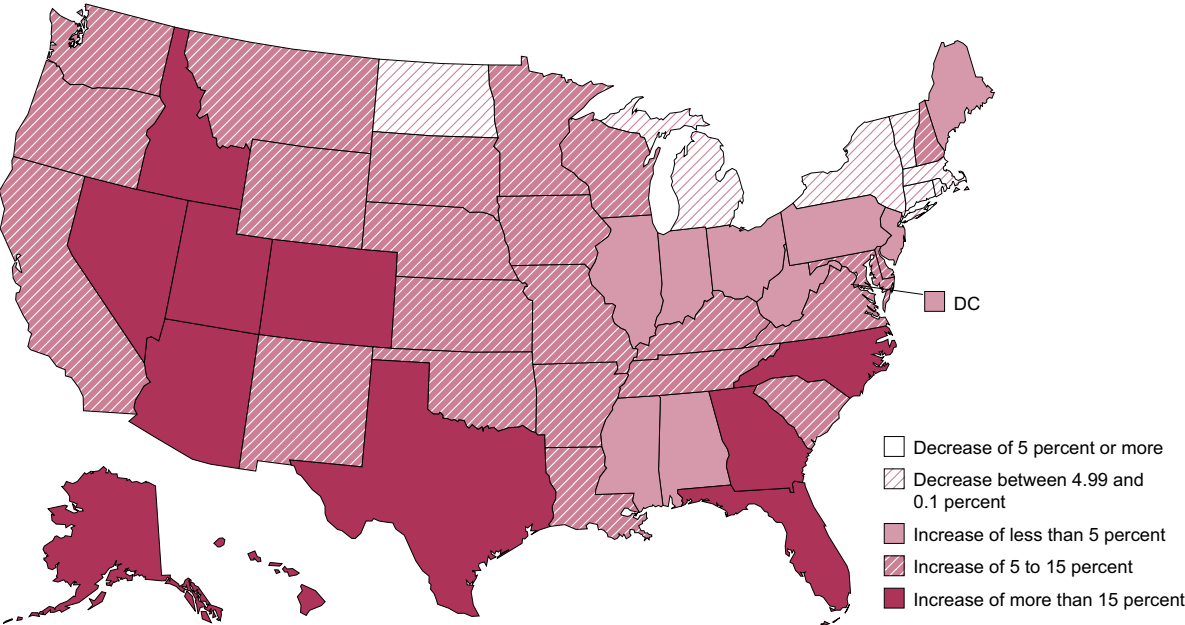 DC
Decrease of 5 percent or more
Decrease between 4.99 and
0.1 percent
Increase of less than 5 percent
Increase of 5 to 15 percent
Increase of more than 15 percent